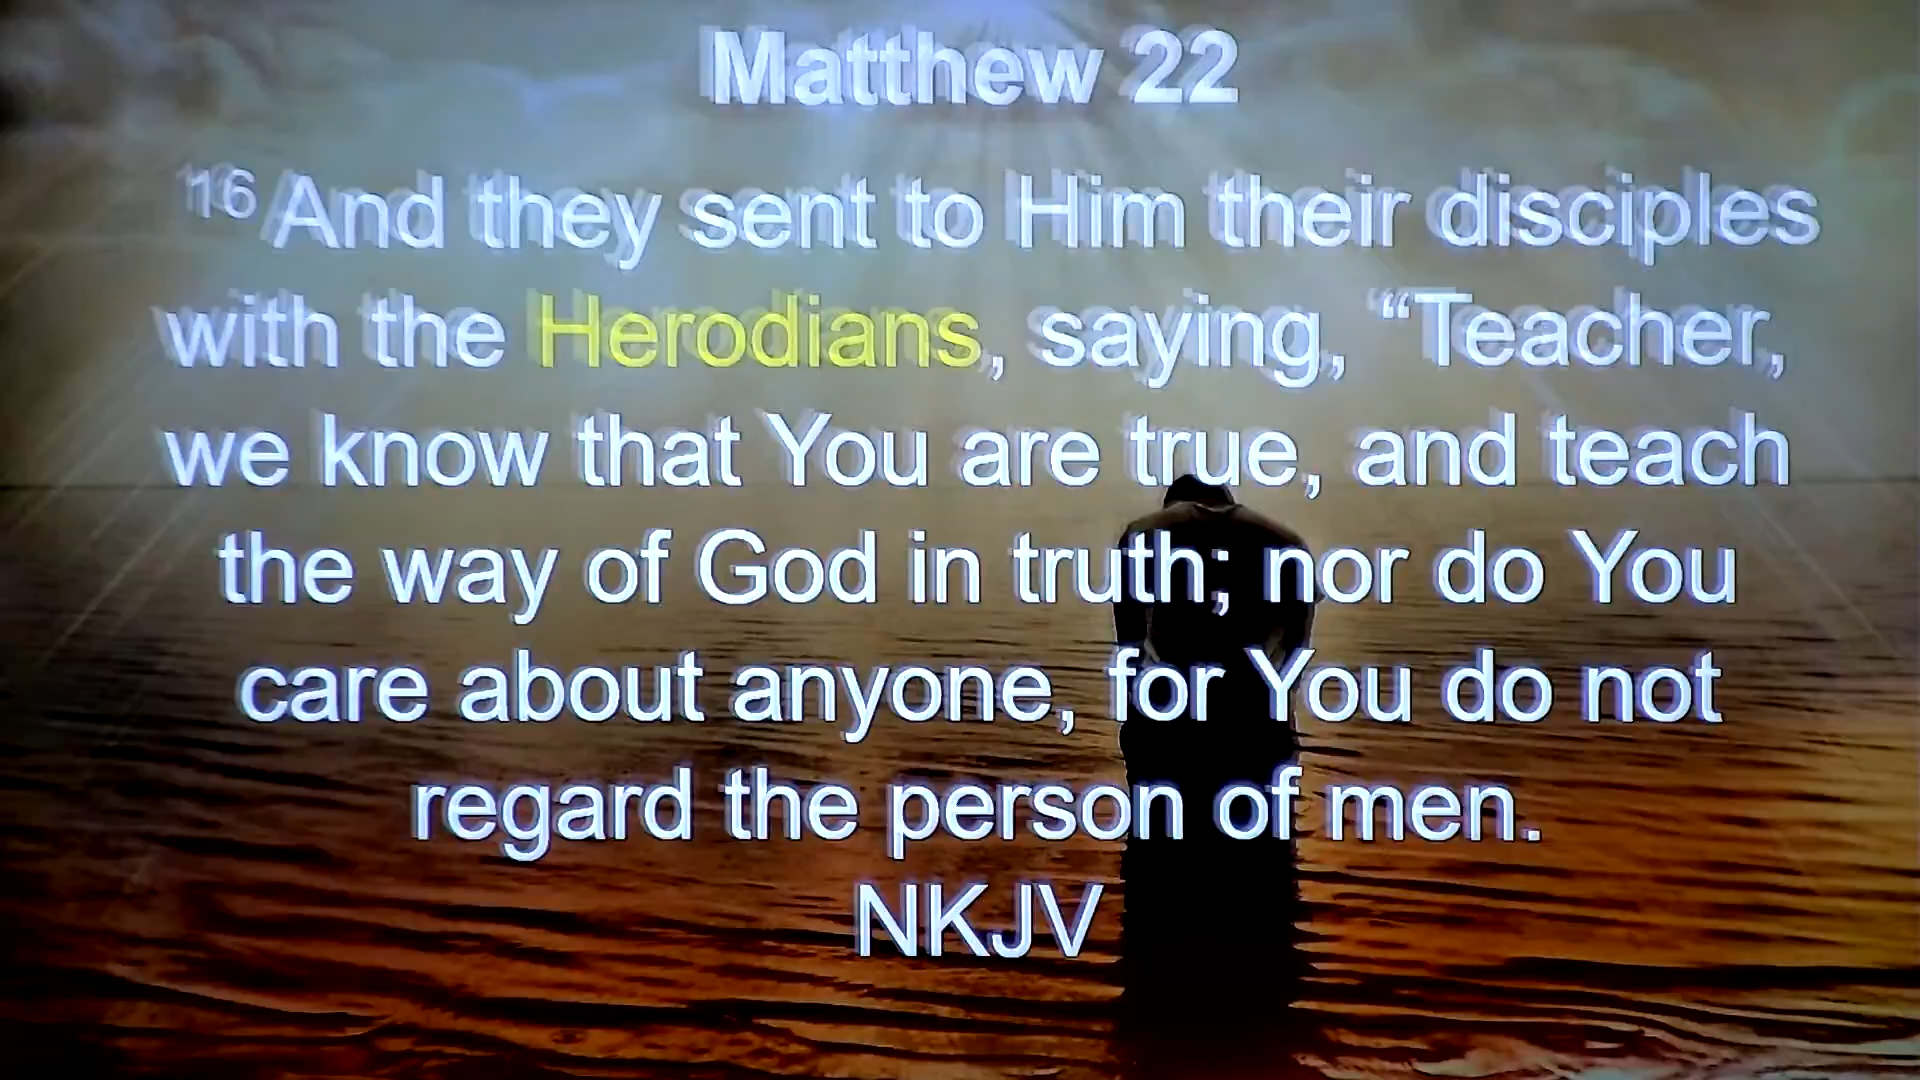 Matthew 22
16 And they sent to Him their disciples
with the Herodians, saying, “Teacher,
we know that You are true, and teach
the way of God in truth; nor do You
care about anyone, for You do not
regard the person of men.
NKJV